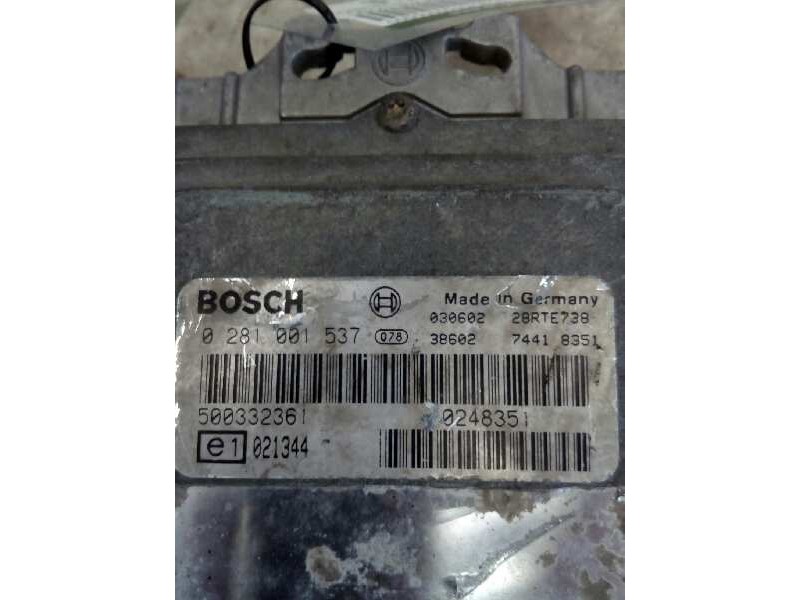 BOSCH Made in Germany
030602 28RTE738
0 281 001 537 078 38602 7441 8351
500332361 0248351
e1 021344